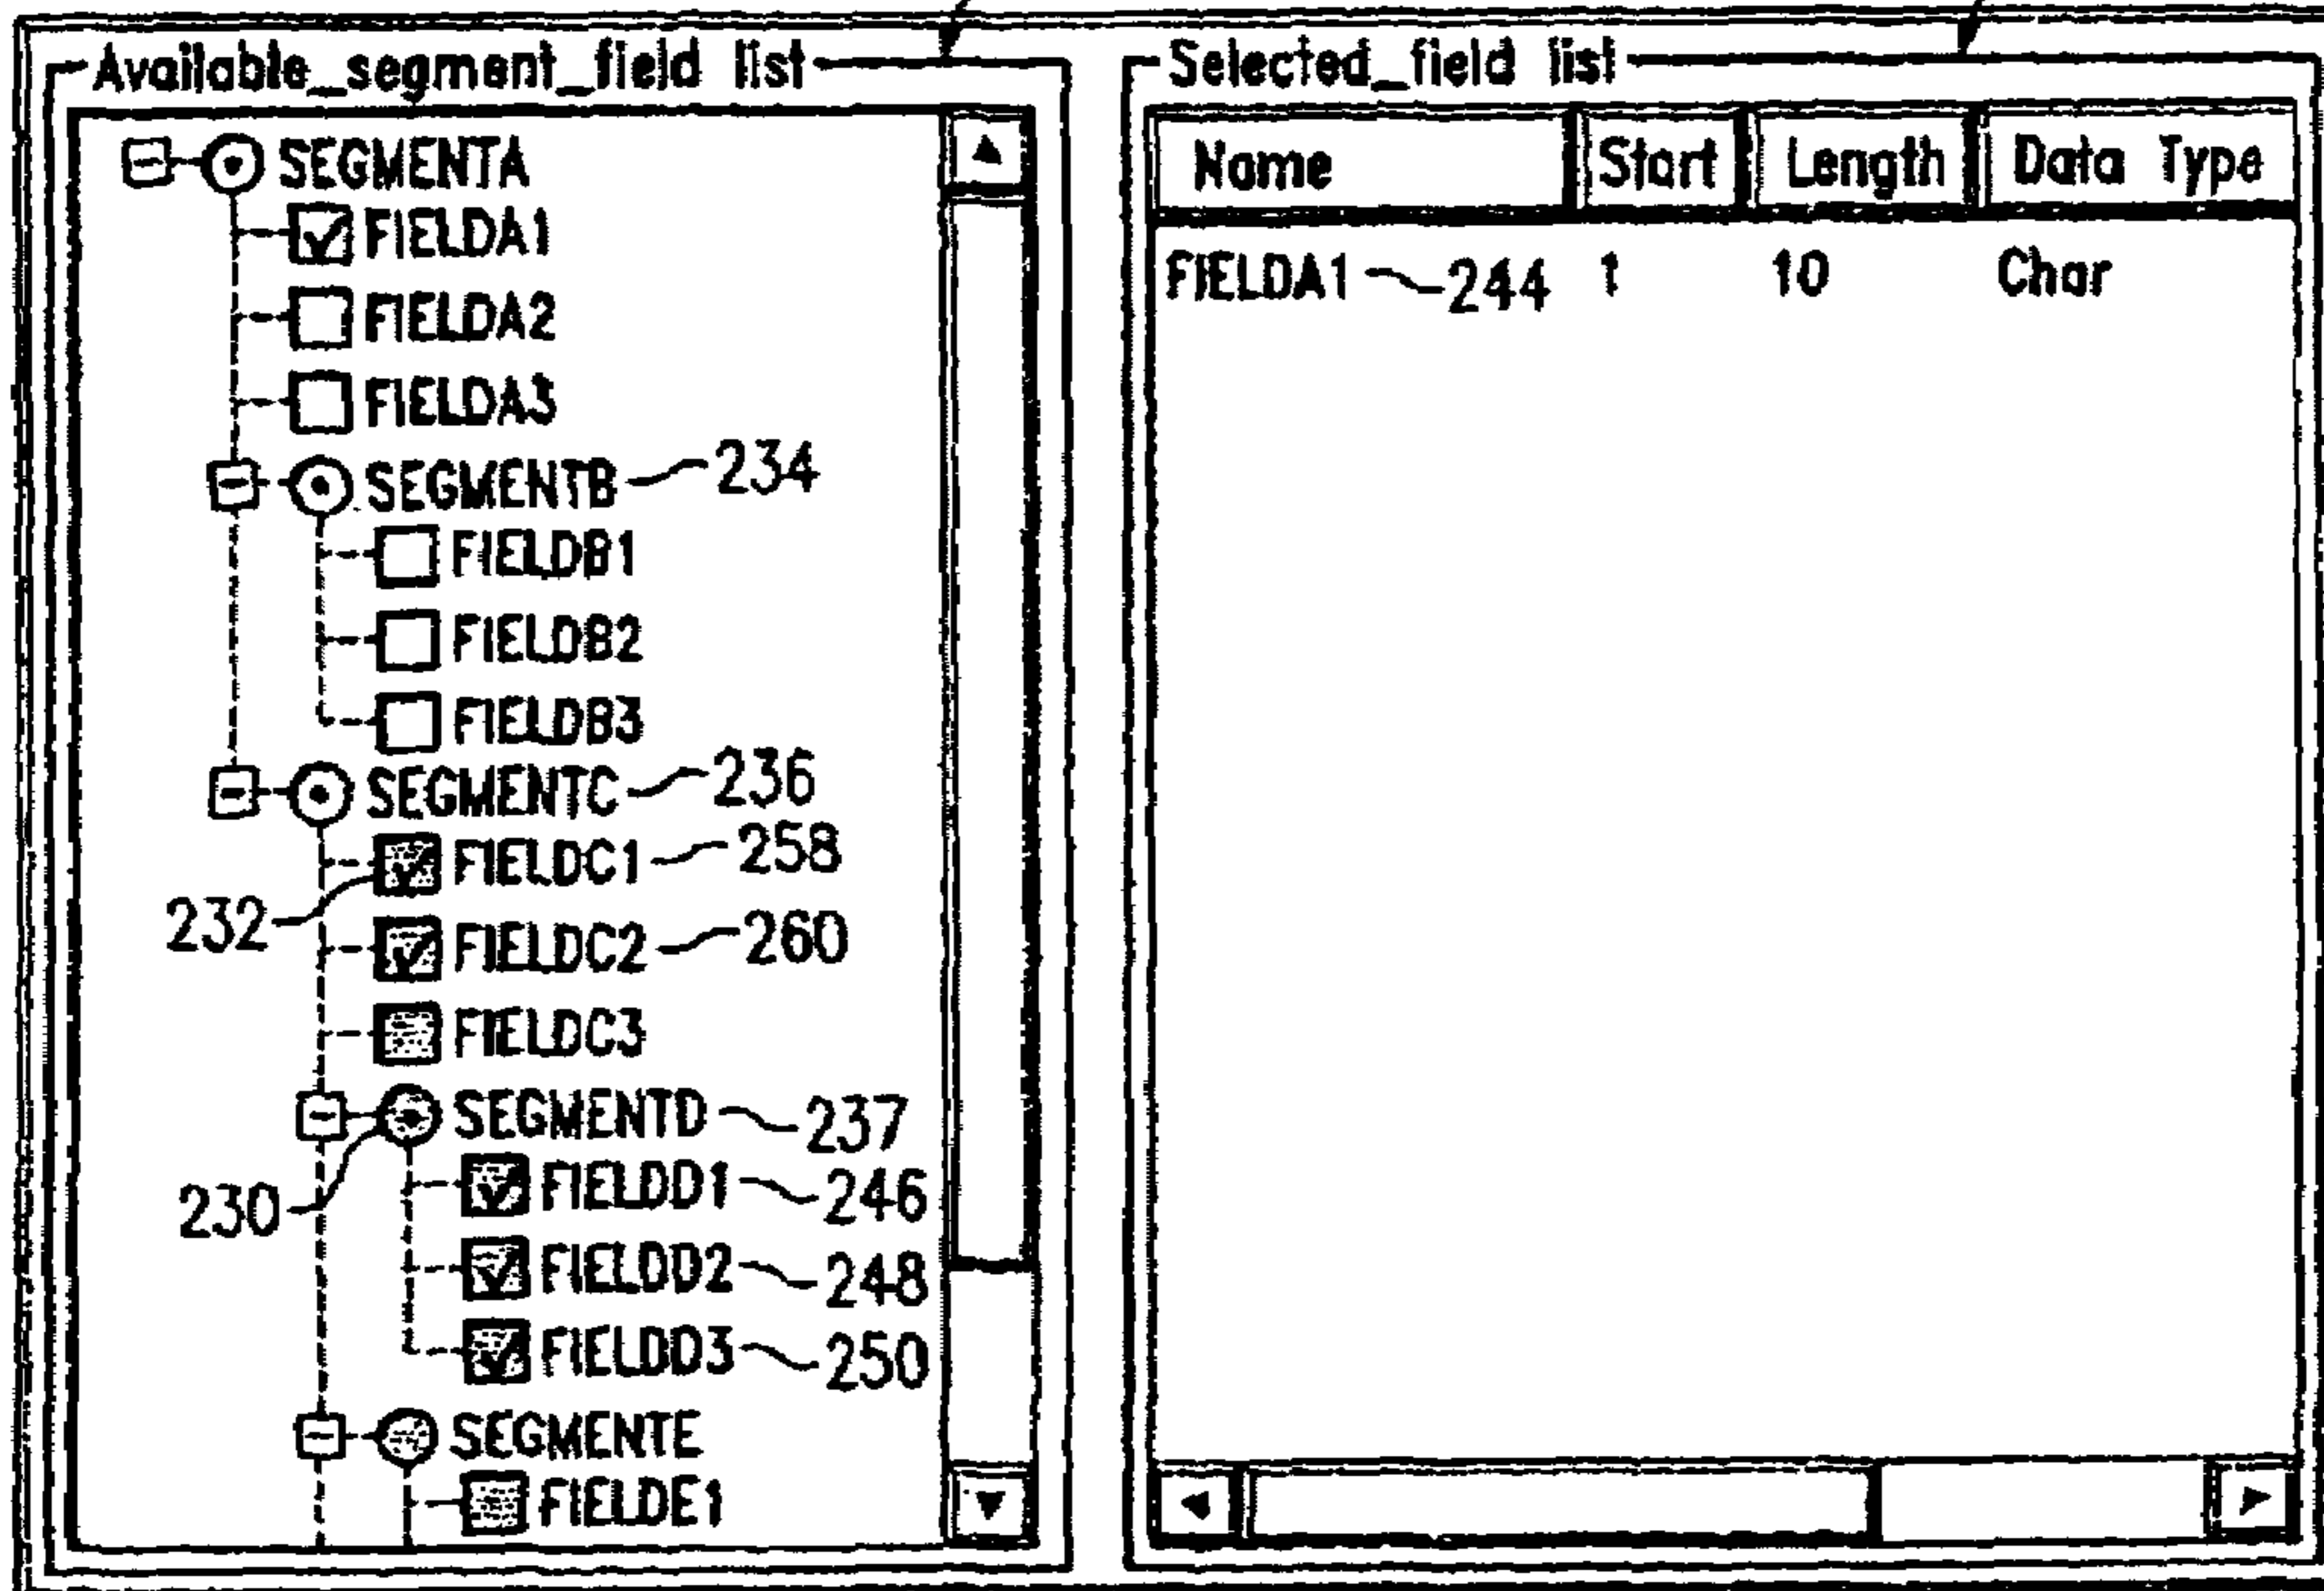 Available_segment_field list
SEGMENTA
FIELDA1
FIELDA2
FIELDA3
SEGMENTB 234
FIELDB1
FIELDB2
FIELDB3
SEGMENTC 236
FIELDC1 258
232
FIELDC2 260
FIELDC3
SEGMENTD 237
230
FIELDD1 246
FIELDD2 248
FIELDD3 250
SEGMENTE
FIELDE1
Selected_field list
Name Start Length Data Type
FIELDA1 244 1 10 Char